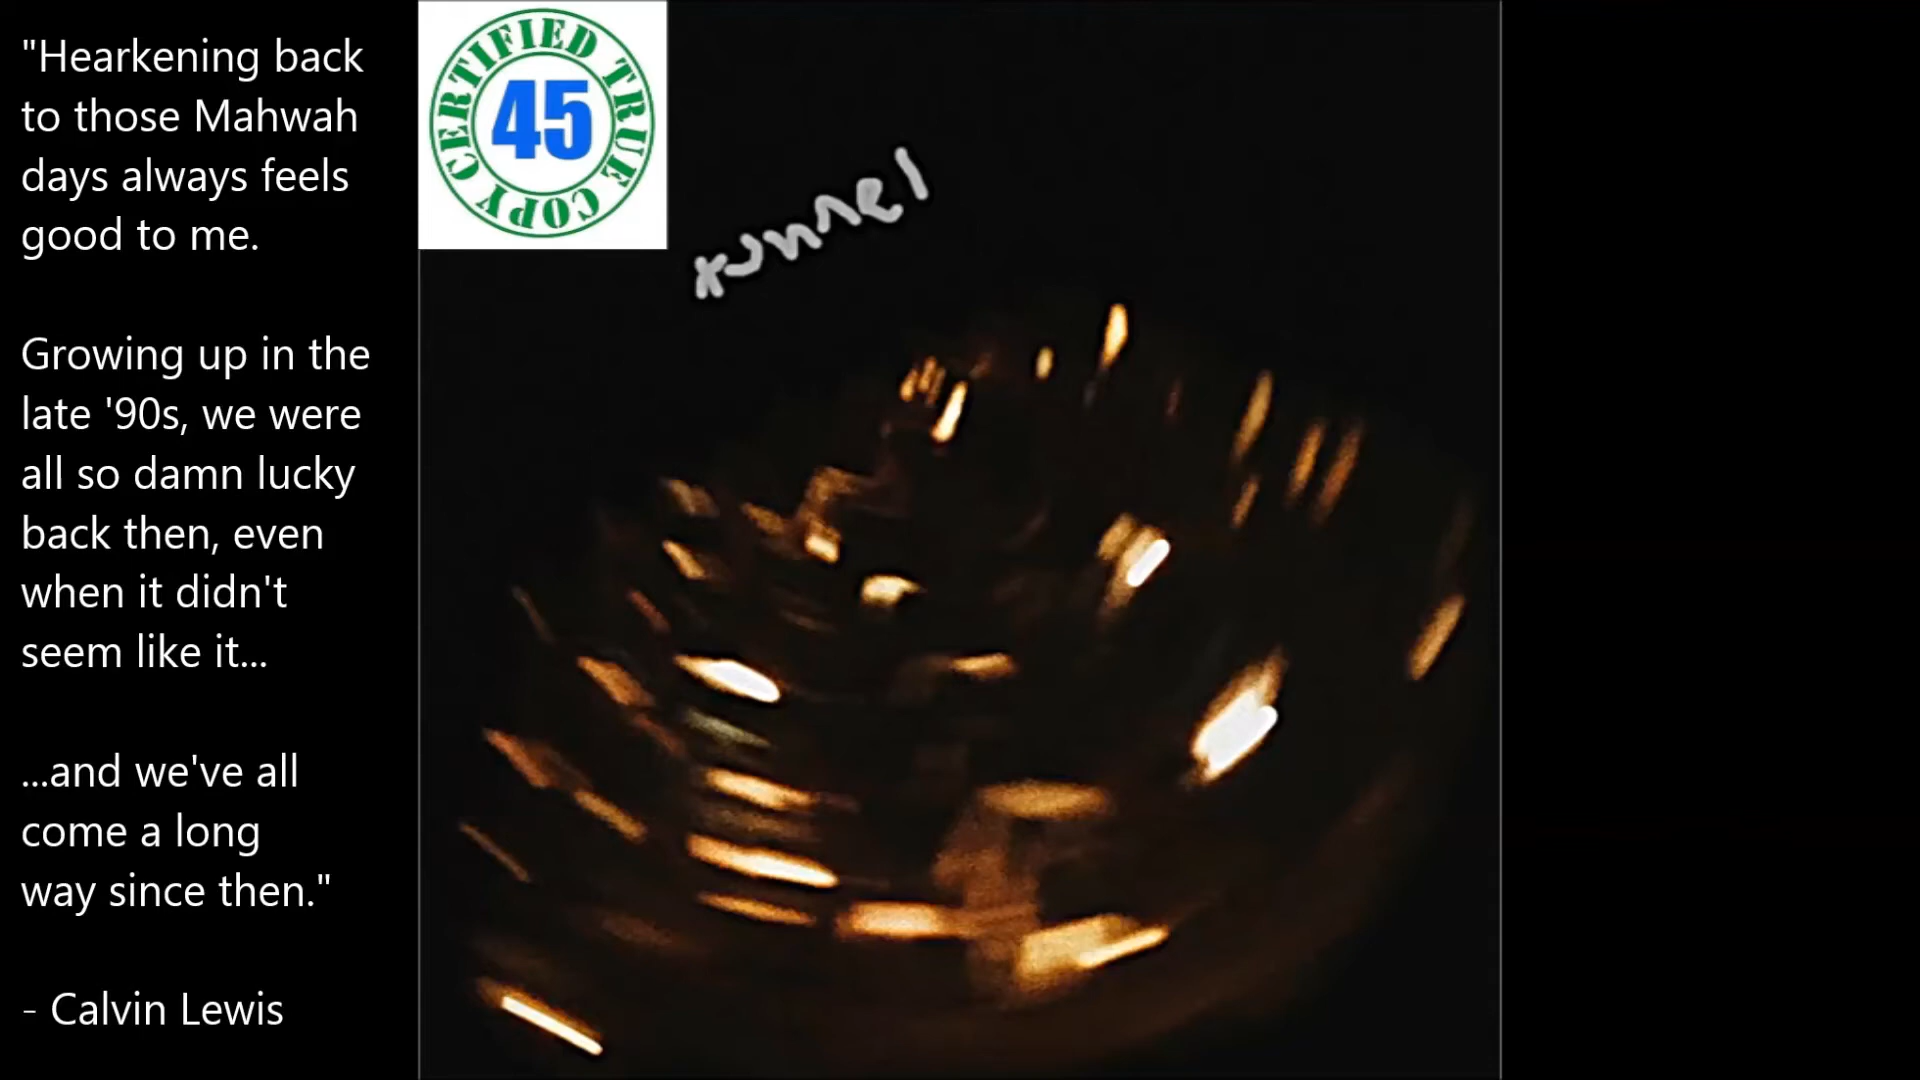 "Hearkening back
to those Mahwah
days always feels
good to me.
Growing up in the
late '90s, we were
all so damn lucky
back then, even
when it didn't
seem like it...
...and we've all
come a long
way since then."
- Calvin Lewis
CERTIFIED TRUE COPY
45